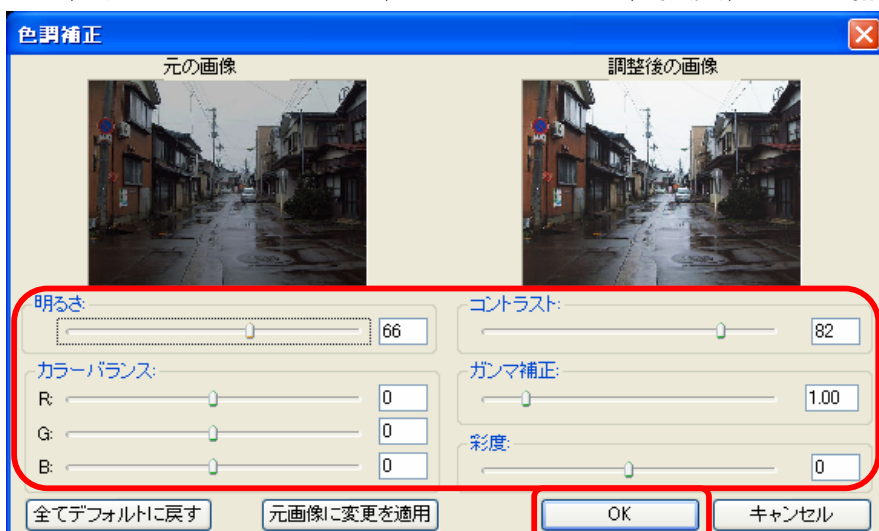 色調補正
元の画像
調整後の画像
明るさ:
66
コントラスト:
82
カラーバランス:
R:
0
G:
0
B:
0
ガンマ補正:
1.00
彩度:
0
全てデフォルトに戻す
元画像に変更を適用
OK
キャンセル